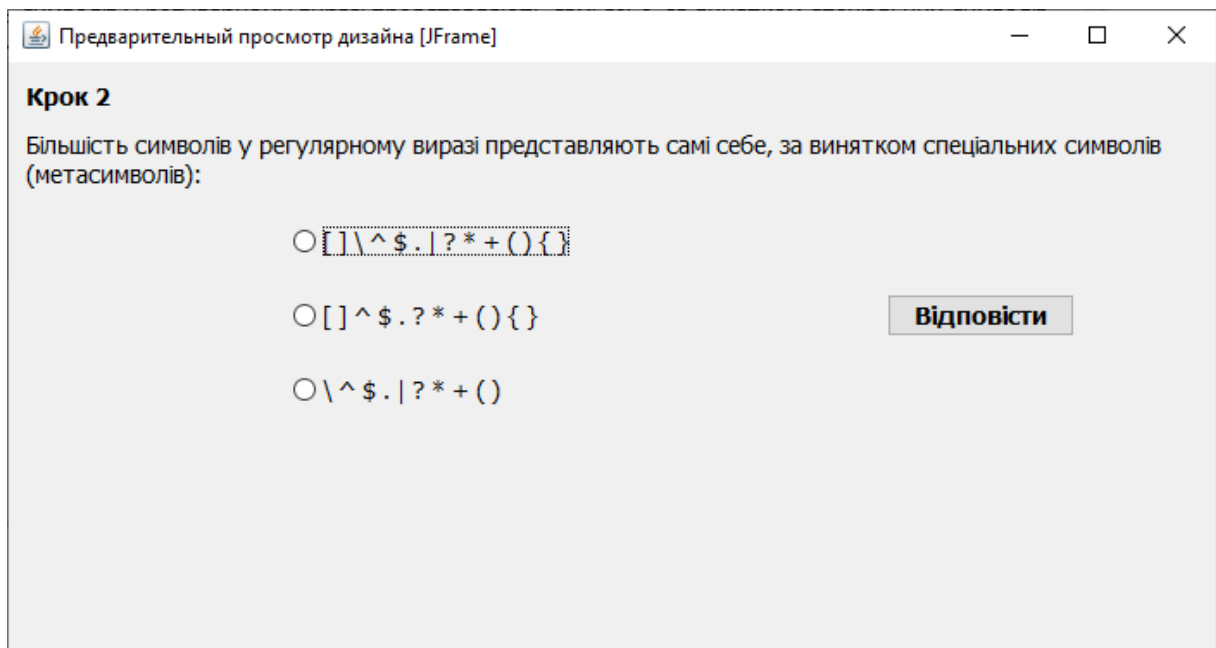 Предварительный просмотр дизайна [JFrame]
Крок 2
Більшість символів у регулярному виразі представляють самі себе, за винятком спеціальних символів
(метасимволів):
[ ] \ ^ $ . | ? * + ( ) { }
[ ] ^ $ . ? * + ( ) { }
Відповісти
\ ^ $ . | ? * + ( )